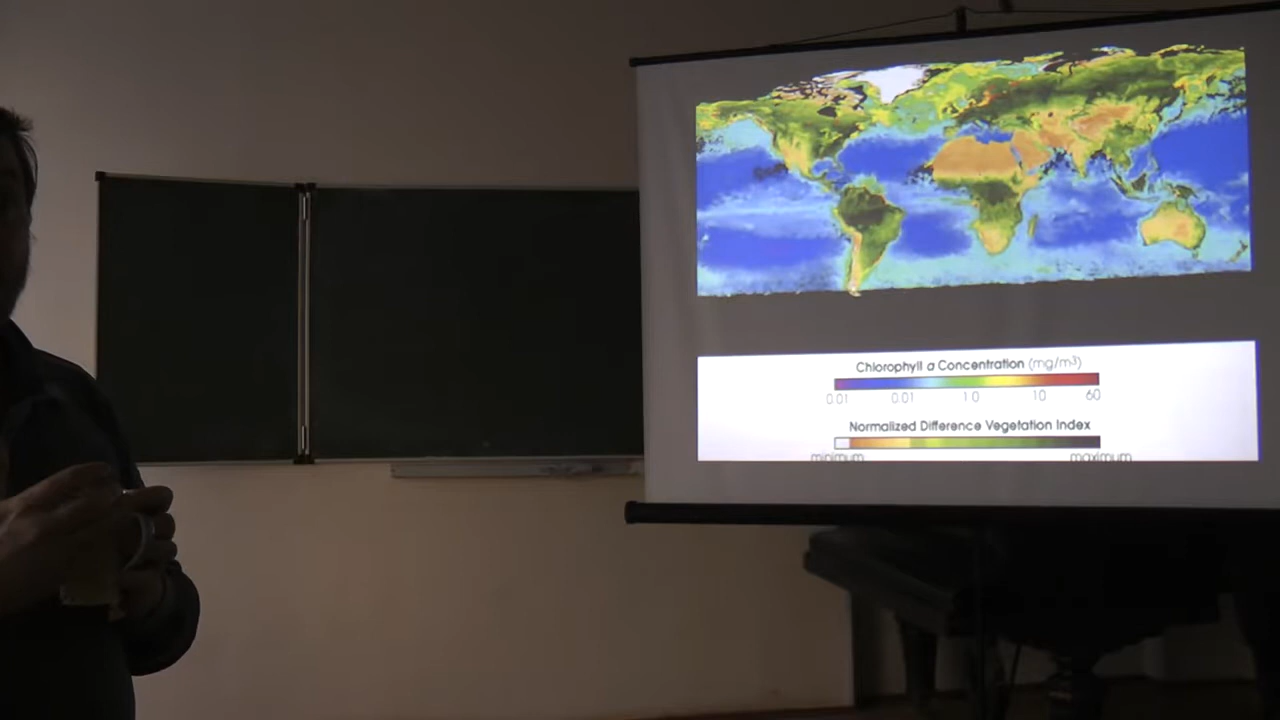 Chlorophyll a Concentration (mg/m³)
0.01 0.01 1 0 10 60
Normalized Difference Vegetation Index
minimum maximum